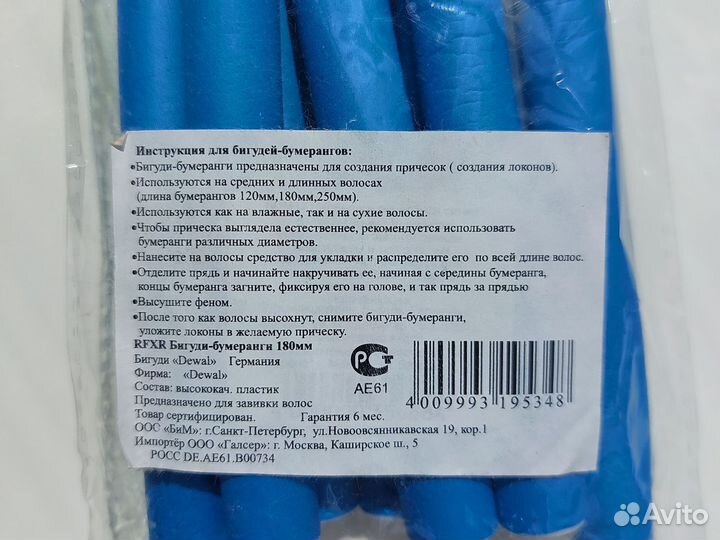 Инструкция для бигудей-бумерангов:
•Бигуди-бумеранги предназначены для создания причесок ( создания локонов).
•Используются на средних и длинных волосах
(длина бумерангов 120мм,180мм,250мм).
•Используются как на влажные, так и на сухие волосы.
•Чтобы прическа выглядела естественнее, рекомендуется использовать
бумеранги различных диаметров.
•Нанесите на волосы средство для укладки и распределите его по всей длине волос.
•Отделите прядь и начинайте накручивать ее, начиная с середины бумеранга,
концы бумеранга загните, фиксируя его на голове, и так прядь за прядью
•Высушите феном.
•После того как волосы высохнут, снимите бигуди-бумеранги,
уложите локоны в желаемую прическу.
RFXR Бигуди-бумеранги 180мм
Бигуди «Dewal» Германия
Фирма: «Dewal»
Состав: высококач. пластик
Предназначено для завивки волос
Товар сертифицирован. Гарантия 6 мес.
ООО «БиМ»: г.Санкт-Петербург, ул.Новоовсянникавская 19, кор.1
Импортёр ООО «Галсер»: г. Москва, Каширское ш., 5
РОСС DE.АЕ61.В00734
РСТ
АЕ61
4 009993 195348
Avito